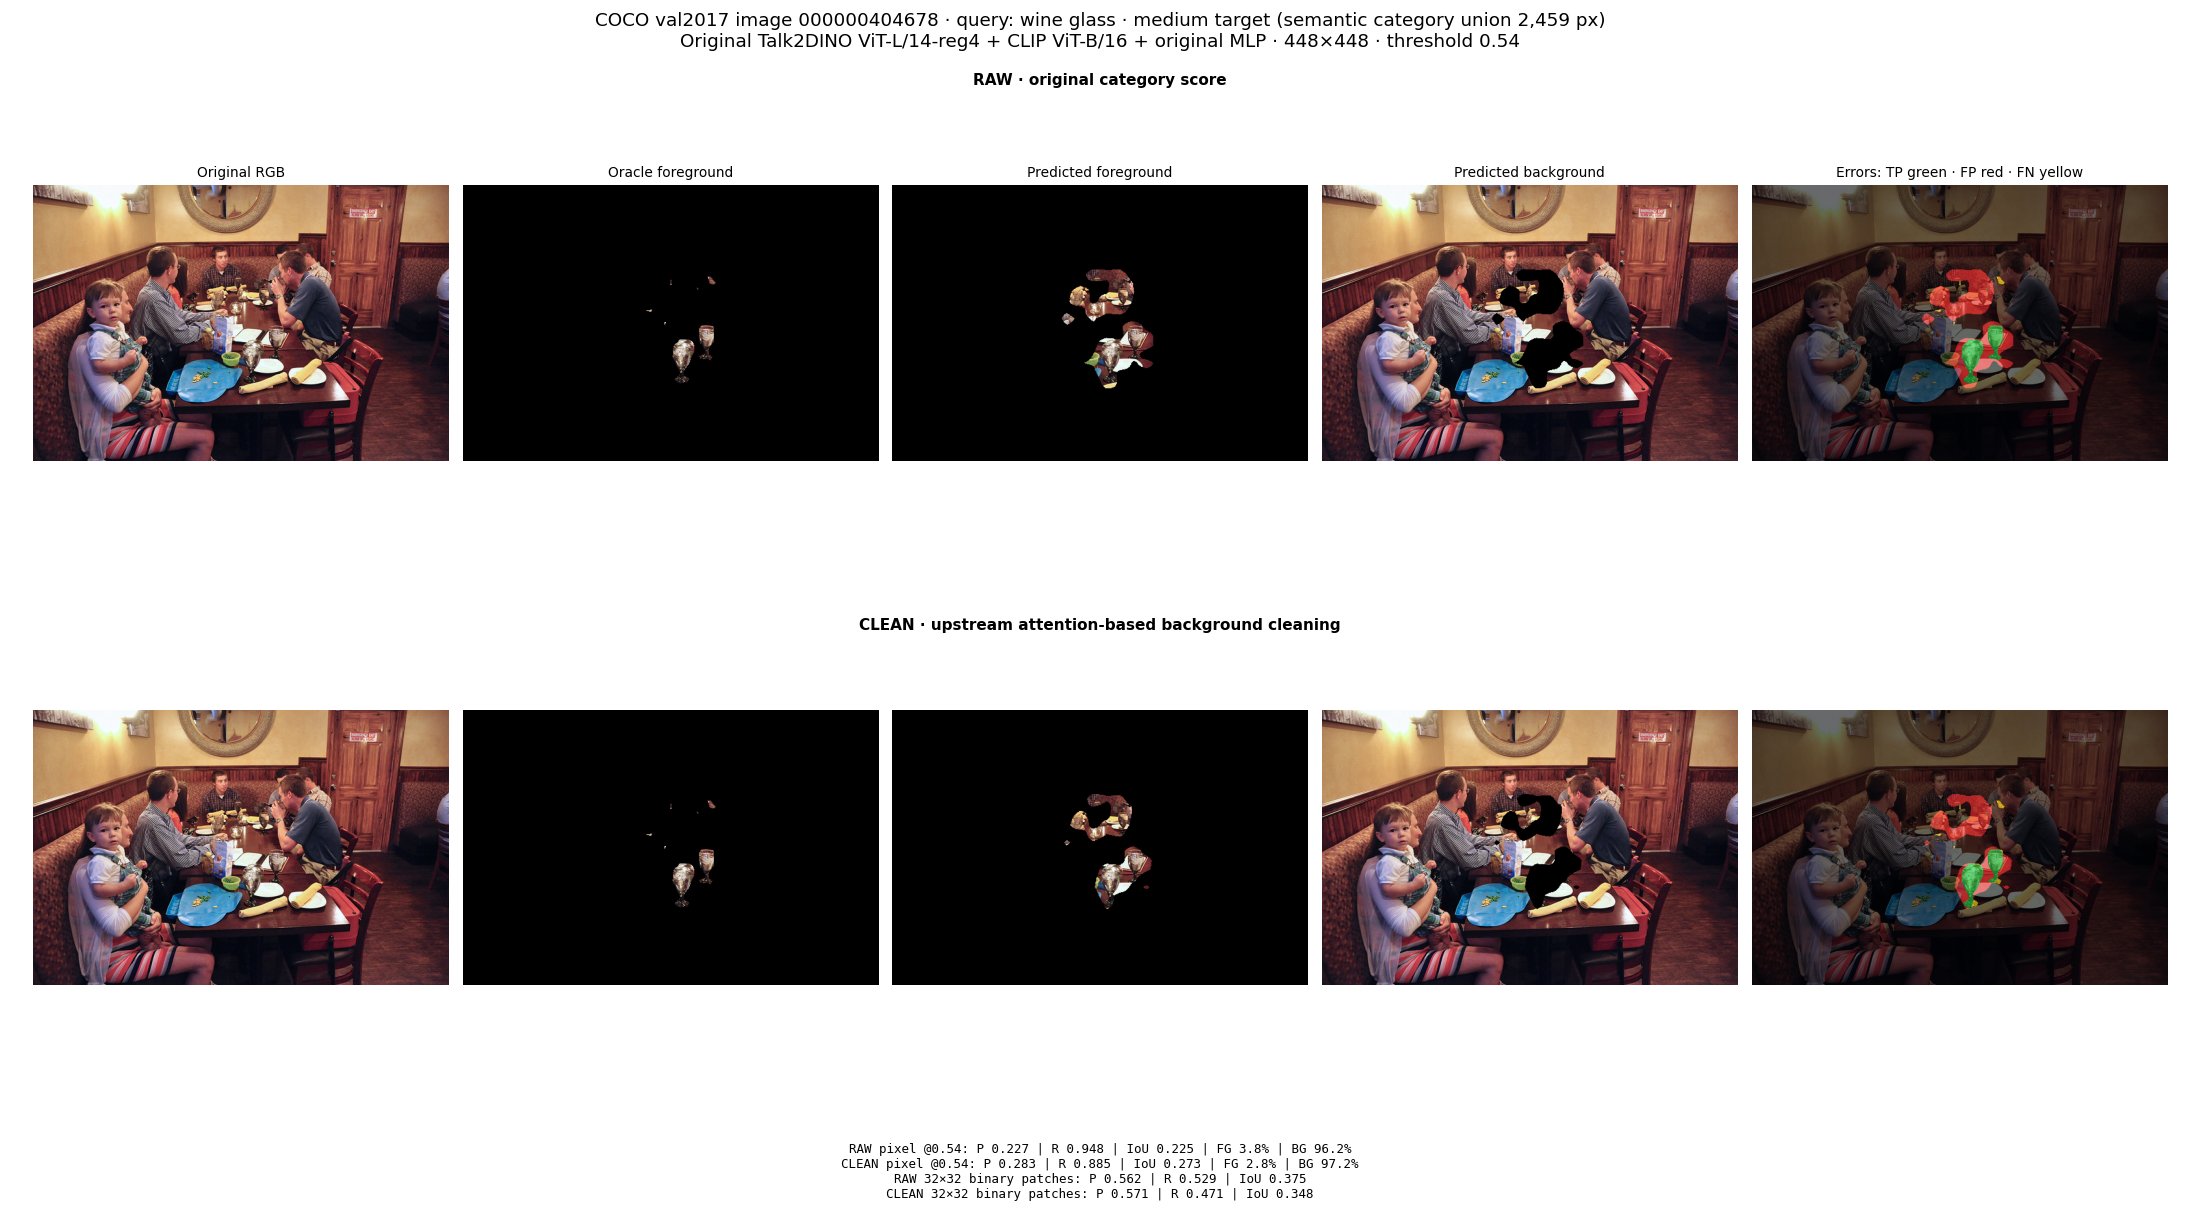 COCO val2017 image 000000404678 · query: wine glass · medium target (semantic category union 2,459 px)
Original Talk2DINO ViT-L/14-reg4 + CLIP ViT-B/16 + original MLP · 448×448 · threshold 0.54
RAW · original category score
Original RGB
Oracle foreground
Predicted foreground
Predicted background
Errors: TP green · FP red · FN yellow
CLEAN · upstream attention-based background cleaning
RAW pixel @0.54: P 0.227 | R 0.948 | IoU 0.225 | FG 3.8% | BG 96.2%
CLEAN pixel @0.54: P 0.283 | R 0.885 | IoU 0.273 | FG 2.8% | BG 97.2%
RAW 32×32 binary patches: P 0.562 | R 0.529 | IoU 0.375
CLEAN 32×32 binary patches: P 0.571 | R 0.471 | IoU 0.348